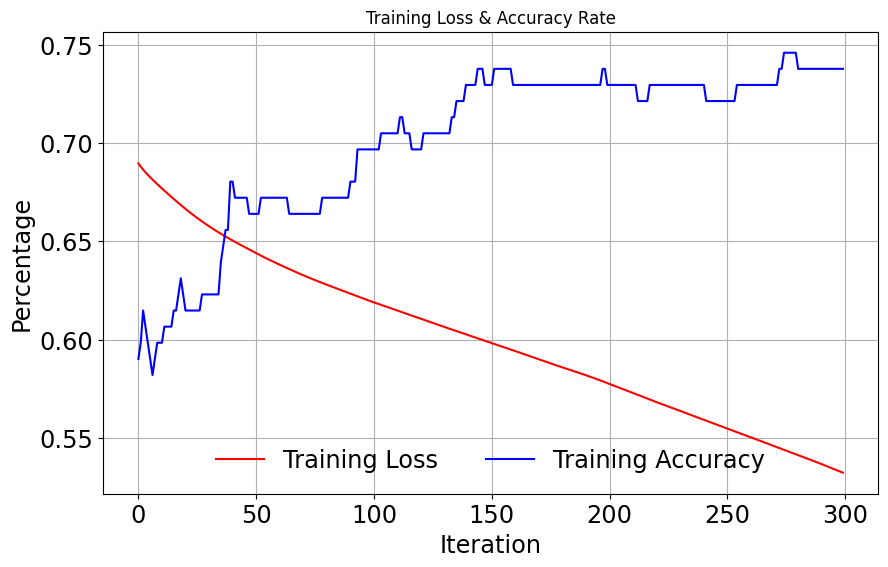 Training Loss & Accuracy Rate
0.75
0.70
0.65
0.60
0.55
Percentage
Training Loss Training Accuracy
0 50 100 150 200 250 300
Iteration